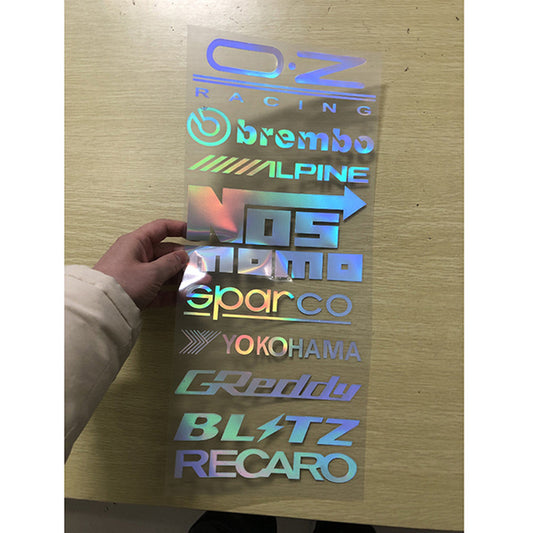 O·Z
RACING
brembo
ALPINE
NOS
momo
sparco
YOKOHAMA
GReddy
BLITZ
RECARO